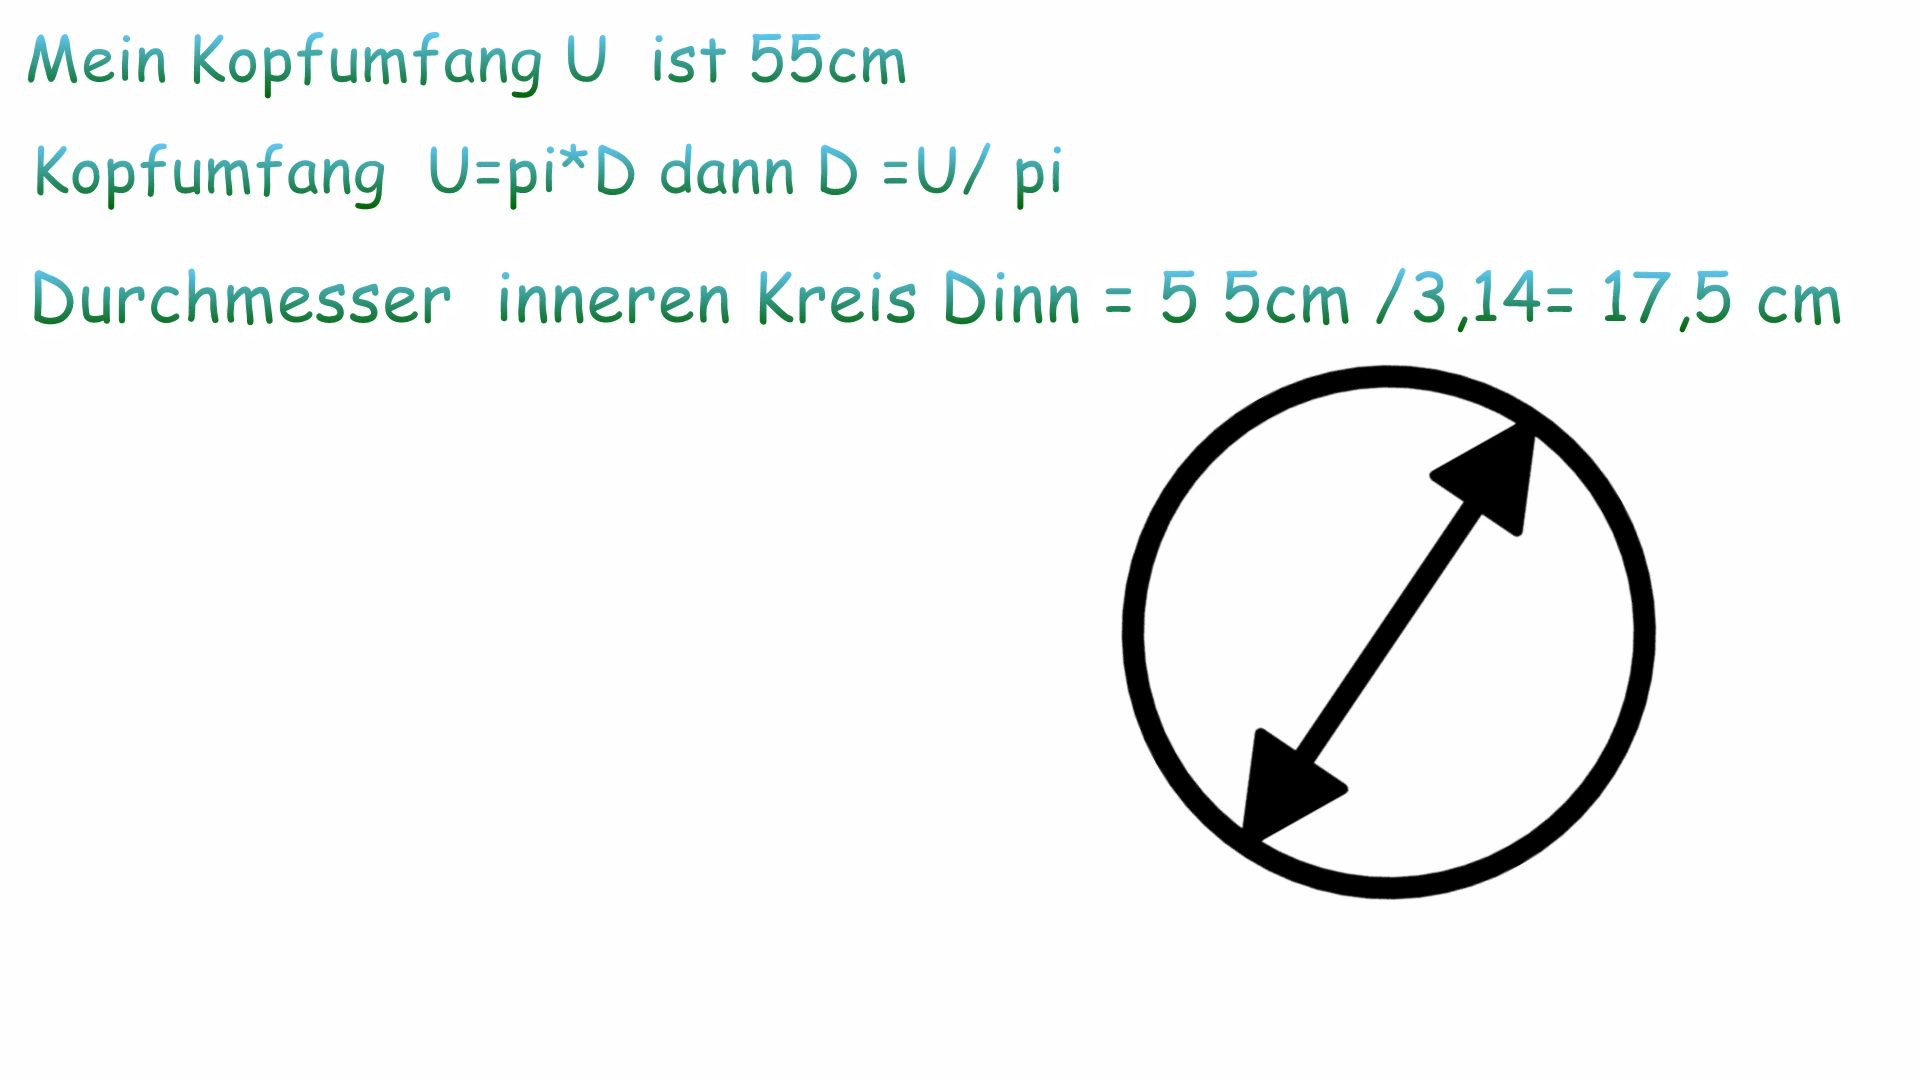 Mein Kopfumfang U ist 55cm
Kopfumfang U=pi*D dann D =U/ pi
Durchmesser inneren Kreis Dinn = 5 5cm /3,14= 17,5 cm